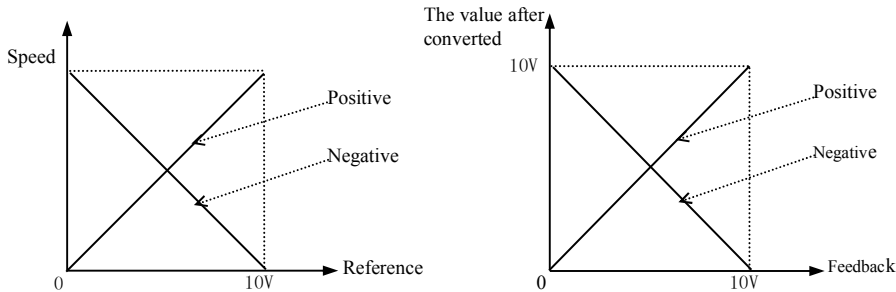 Speed
Positive
Negative
0
10V
Reference
The value after
converted
10V
Positive
Negative
0
10V
Feedback